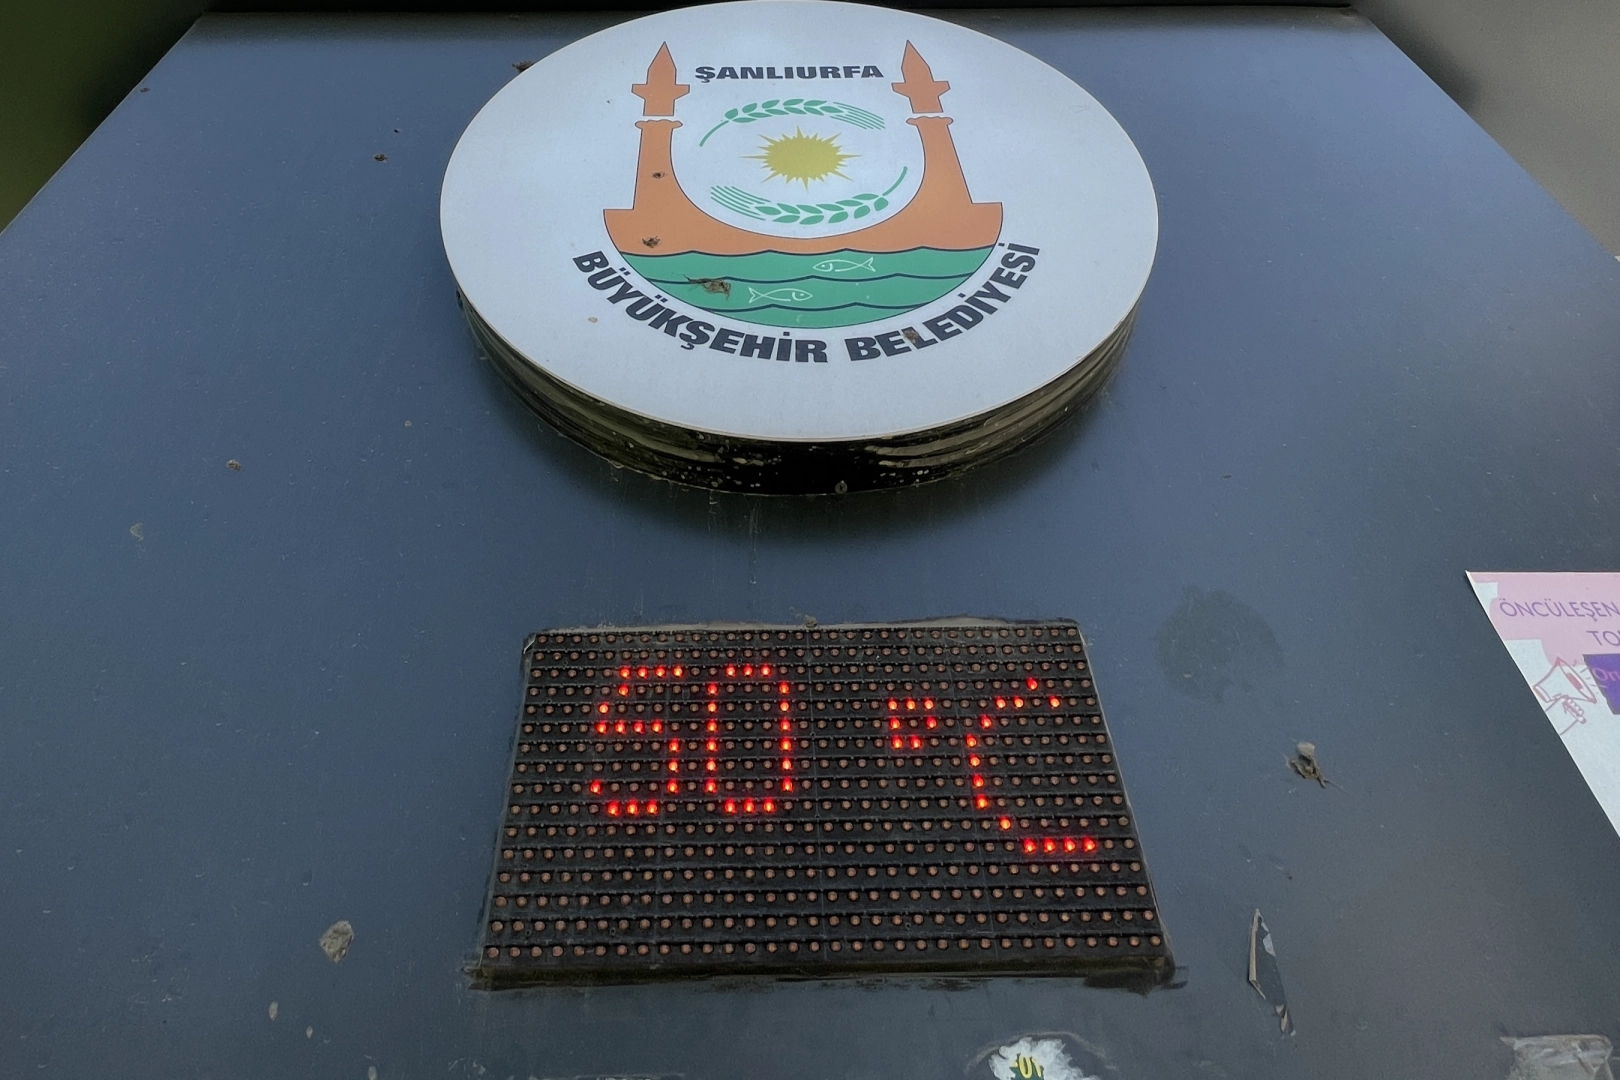 ŞANLIURFA
BÜYÜKŞEHİR BELEDİYESİ
50 °C
ÖNCÜLEŞEN